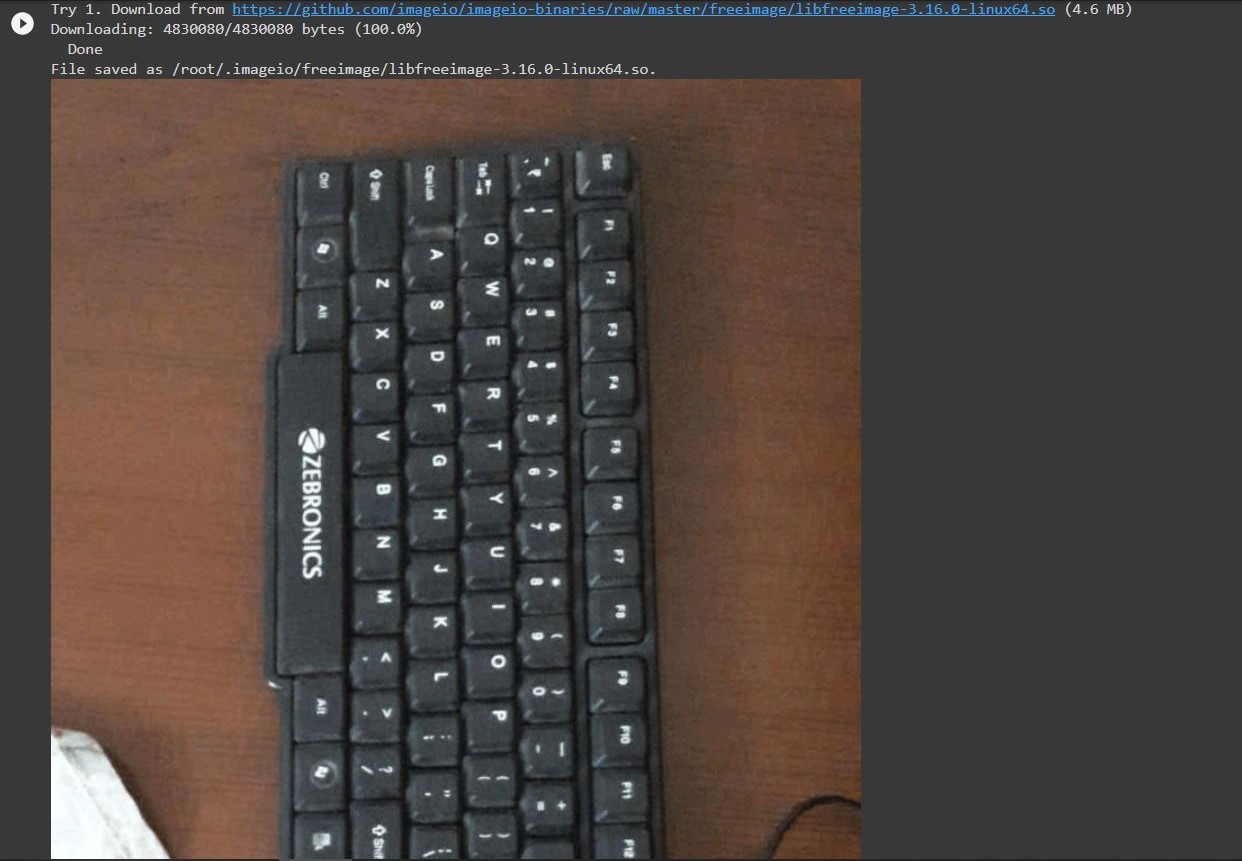 Try 1. Download from https://github.com/imageio/imageio-binaries/raw/master/freeimage/libfreeimage-3.16.0-linux64.so (4.6 MB)
Downloading: 4830080/4830080 bytes (100.0%)
Done
File saved as /root/.imageio/freeimage/libfreeimage-3.16.0-linux64.so.
Esc F1 F2 F3 F4 F5 F6 F7 F8 F9 F10 F11 F12
! @ # $ % ^ & * ( ) _ +
1 2 3 4 5 6 7 8 9 0 - =
Tab Q W E R T Y U I O P
Caps Lock A S D F G H J K L
Shift Z X C V B N M < > ? Shi
Ctrl Alt ZEBRONICS Alt